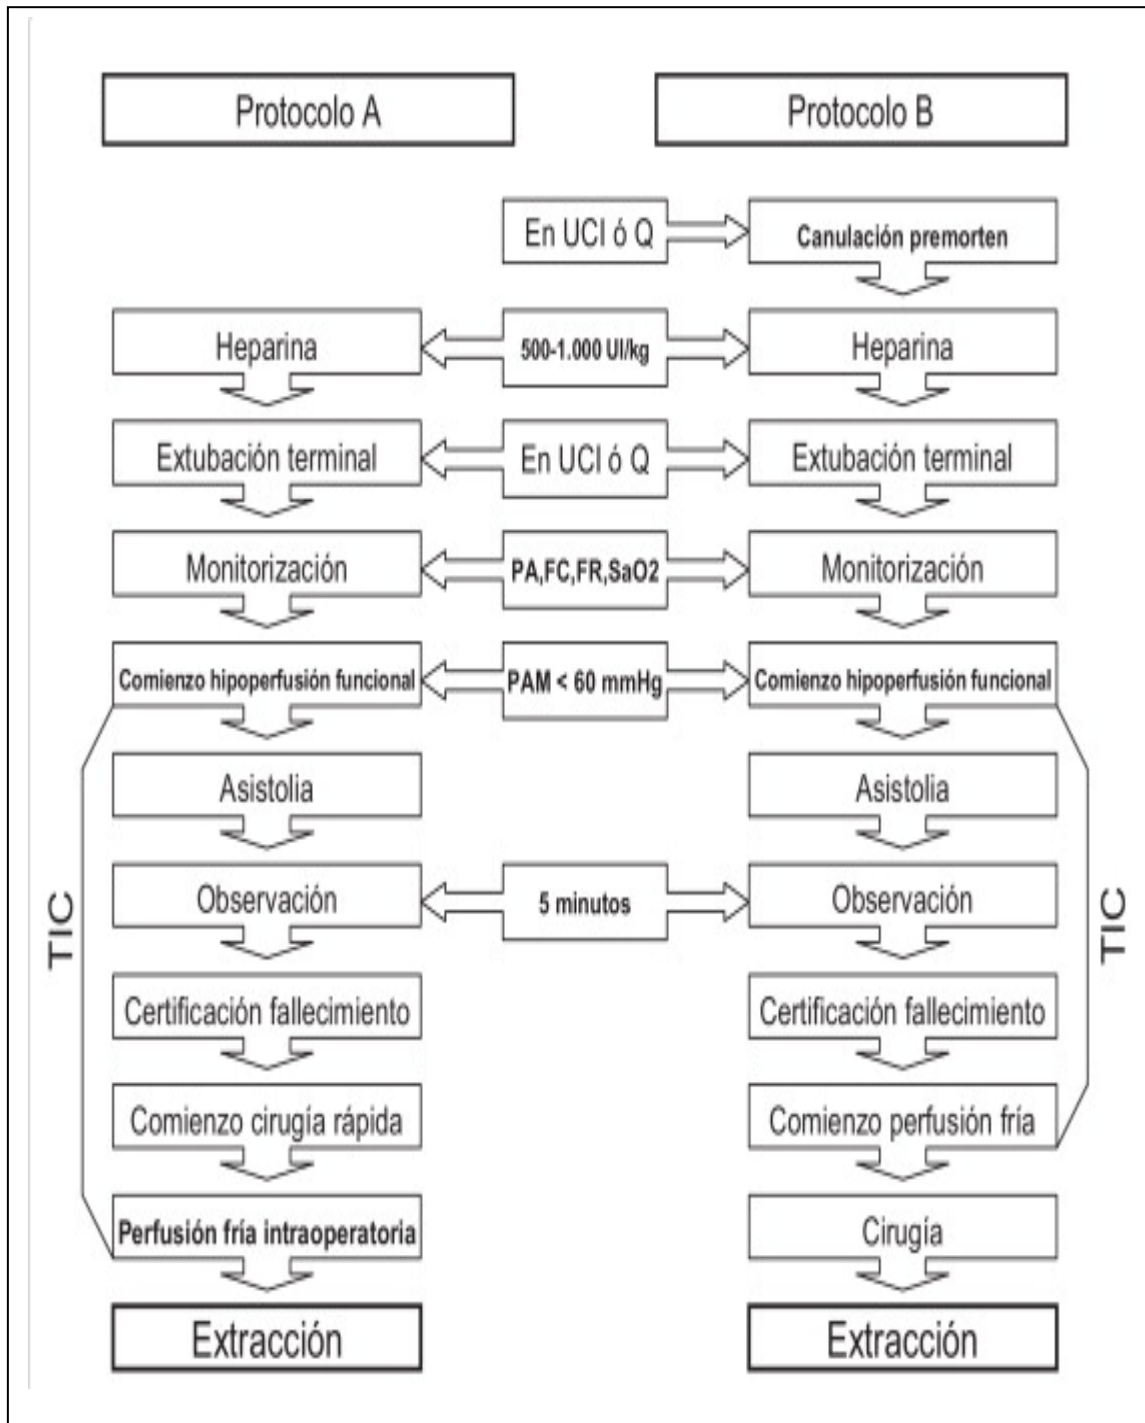 Protocolo A
Protocolo B
En UCI ó Q
Canulación premorten
Heparina
500-1.000 UI/kg
Heparina
Extubación terminal
En UCI ó Q
Extubación terminal
Monitorización
PA,FC,FR,SaO2
Monitorización
Comienzo hipoperfusión funcional
PAM < 60 mmHg
Comienzo hipoperfusión funcional
Asistolia
Asistolia
TIC
Observación
5 minutos
Observación
TIC
Certificación fallecimiento
Certificación fallecimiento
Comienzo cirugía rápida
Comienzo perfusión fría
Perfusión fría intraoperatoria
Cirugía
Extracción
Extracción